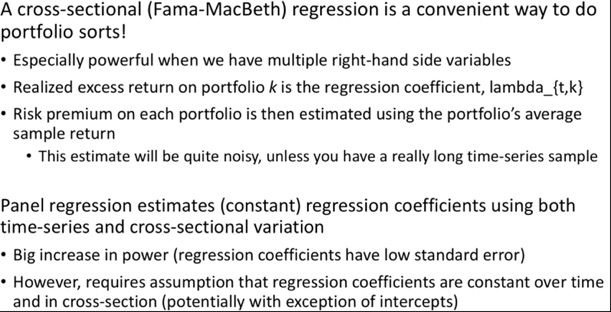 A cross-sectional (Fama-MacBeth) regression is a convenient way to do
portfolio sorts!
• Especially powerful when we have multiple right-hand side variables
• Realized excess return on portfolio k is the regression coefficient, lambda_{t,k}
• Risk premium on each portfolio is then estimated using the portfolio's average
sample return
• This estimate will be quite noisy, unless you have a really long time-series sample
Panel regression estimates (constant) regression coefficients using both
time-series and cross-sectional variation
• Big increase in power (regression coefficients have low standard error)
• However, requires assumption that regression coefficients are constant over time
and in cross-section (potentially with exception of intercepts)